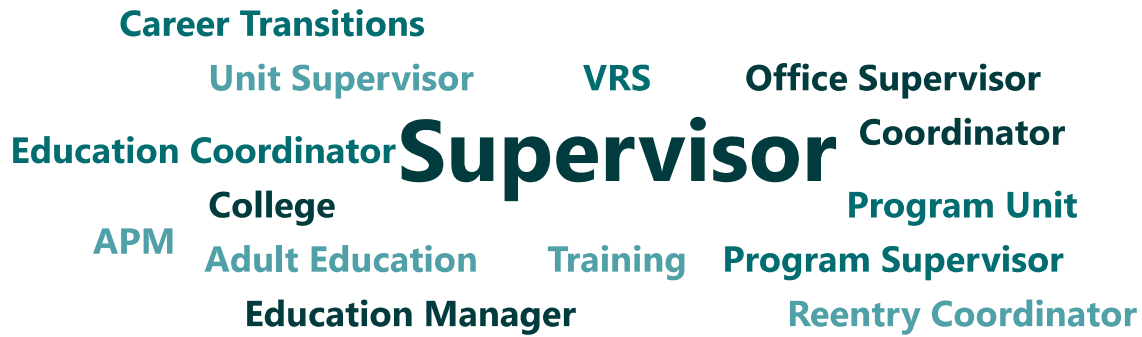 Career Transitions
Unit Supervisor VRS Office Supervisor
Education Coordinator Supervisor Coordinator
College Program Unit
APM Adult Education Training Program Supervisor
Education Manager Reentry Coordinator